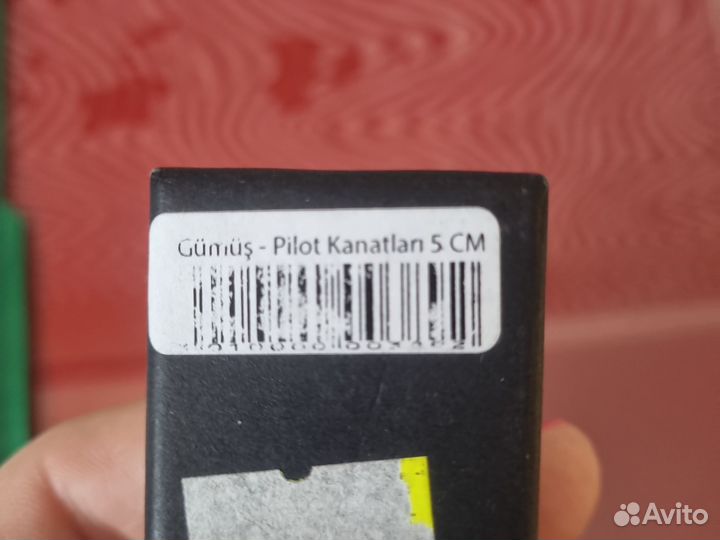 Gümüş - Pilot Kanatları 5 CM
Avito